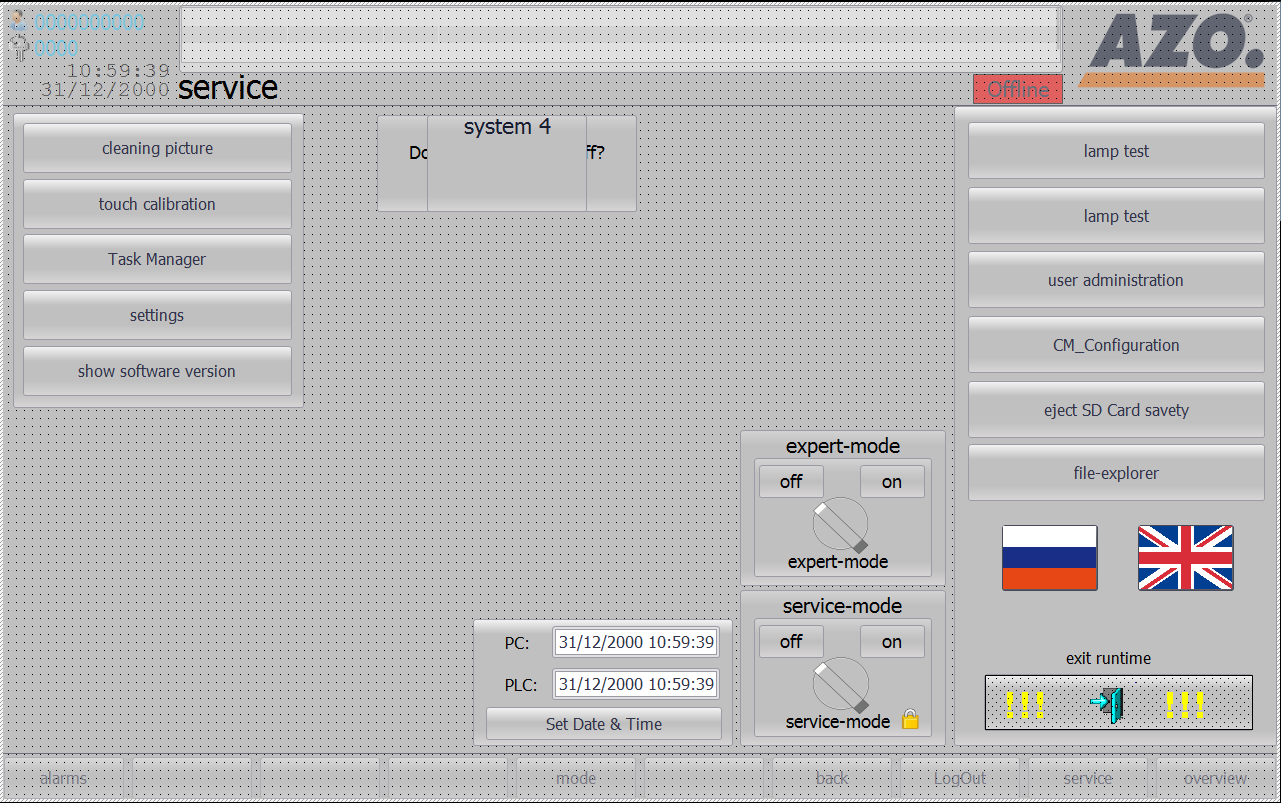 0000000000
0000
10:59:39
31/12/2000
service
AZO.®
Offline
cleaning picture
touch calibration
Task Manager
settings
show software version
system 4
ff?
lamp test
lamp test
user administration
CM_Configuration
eject SD Card savety
file-explorer
expert-mode
off on
expert-mode
service-mode
off on
service-mode
PC: 31/12/2000 10:59:39
PLC: 31/12/2000 10:59:39
Set Date & Time
exit runtime
!!! !!!
alarms mode back LogOut service overview